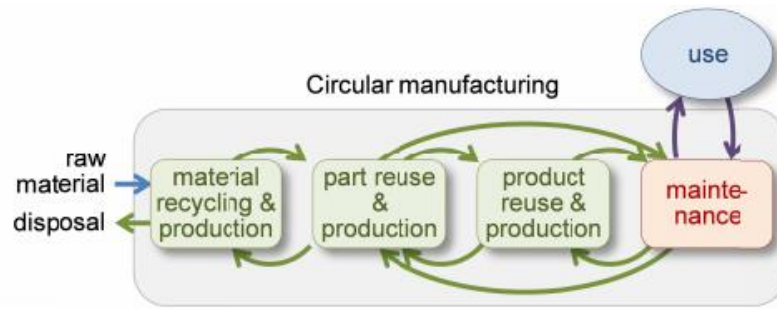 use
Circular manufacturing
raw
material
disposal
material
recycling &
production
part reuse
&
production
product
reuse &
production
mainte-
nance